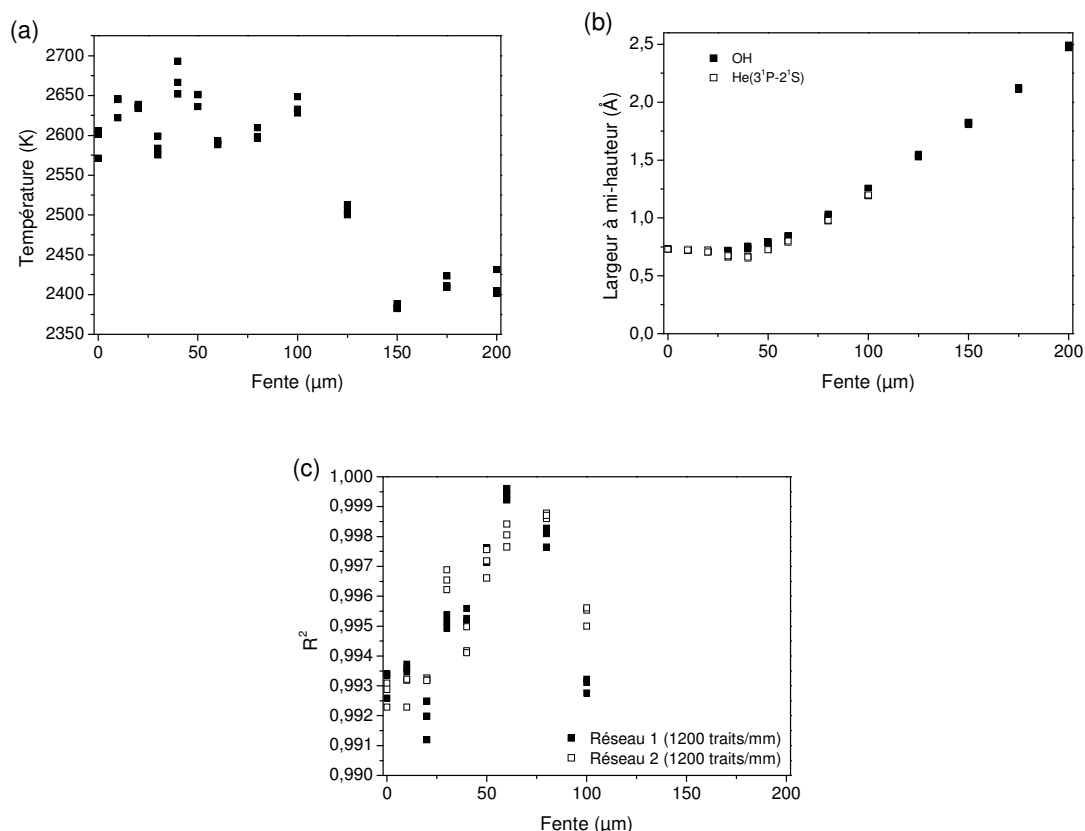 (a)
2700
2650
2600
2550
2500
2450
2400
2350
Température (K)
0 50 100 150 200
Fente (µm)
(b)
2,5
2,0
1,5
1,0
0,5
0,0
Largeur à mi-hauteur (Å)
OH
He(3¹P-2¹S)
0 50 100 150 200
Fente (µm)
(c)
1,000
0,999
0,998
0,997
0,996
0,995
0,994
0,993
0,992
0,991
0,990
R²
Réseau 1 (1200 traits/mm)
Réseau 2 (1200 traits/mm)
0 50 100 150 200
Fente (µm)